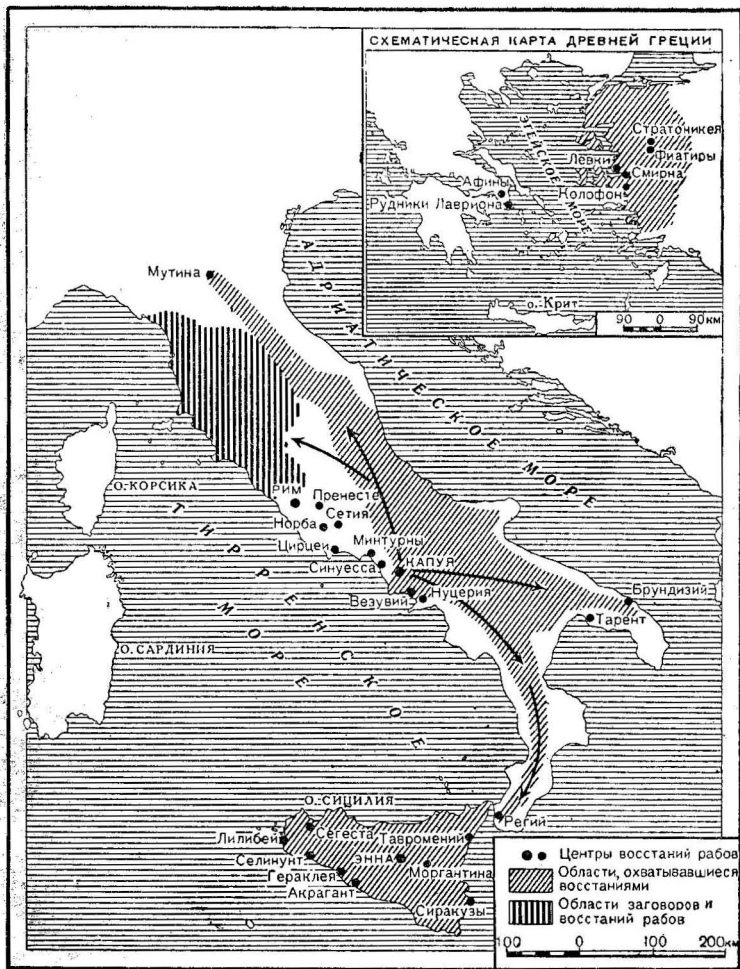 СХЕМАТИЧЕСКАЯ КАРТА ДРЕВНЕЙ ГРЕЦИИ
ЭГЕЙСКОЕ МОРЕ
Стратоникея
Фиатиры
Левки
Смирна
Афины
Колофон
Рудники Лавриона
о. Крит
90 0 90км
Мутина
АДРИАТИЧЕСКОЕ МОРЕ
О.КОРСИКА
РИМ
Пренесте
Сетия
Норба
Цирцеи
Минтурны
Синуесса
КАПУЯ
Везувий
Нуцерия
Брундизий
Тарент
О.САРДИНИЯ
ТИРРЕНСКОЕ МОРЕ
О.СИЦИЛИЯ
Регий
Лилибей
Сегеста
Тавромений
Селинунт
ЭННА
Моргантина
Гераклея
Акрагант
Сиракузы
Центры восстаний рабов
Области, охватывавшиеся
восстаниями
Области заговоров и
восстаний рабов
100 0 100 200км